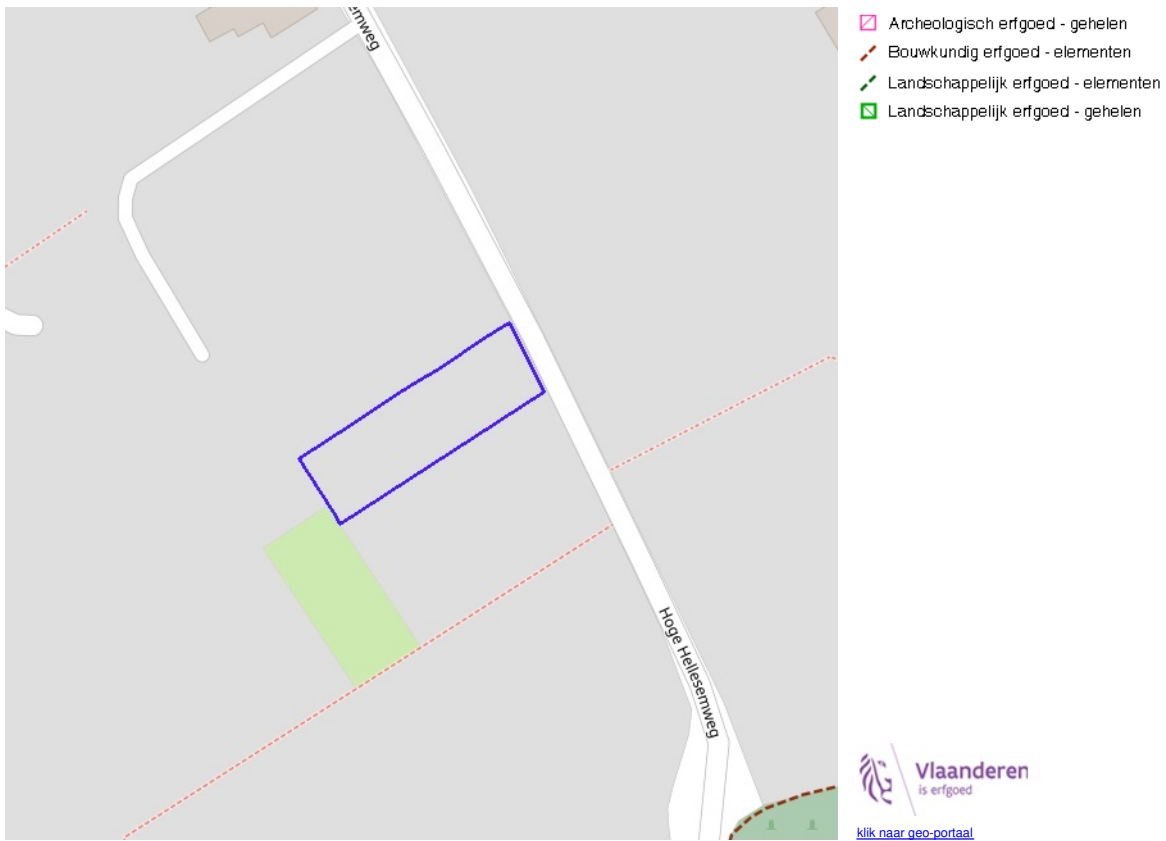 emweg
Archeologisch erfgoed - gehelen
Bouwkundig erfgoed - elementen
Landschappelijk erfgoed - elementen
Landschappelijk erfgoed - gehelen
Hoge Hellesemweg
Vlaanderen
is erfgoed
klik naar geo-portaal